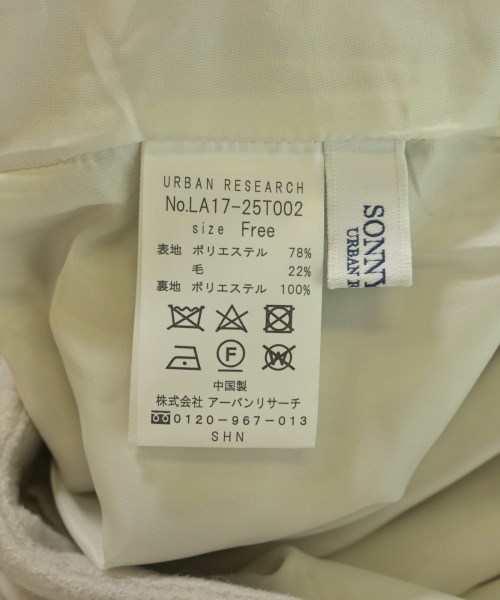 URBAN RESEARCH
No.LA17-25T002
size Free
表地 ポリエステル 78%
毛 22%
裏地 ポリエステル 100%
F
W
中国製
株式会社 アーバンリサーチ
0120-967-013
SHN
SONNY
URBAN R